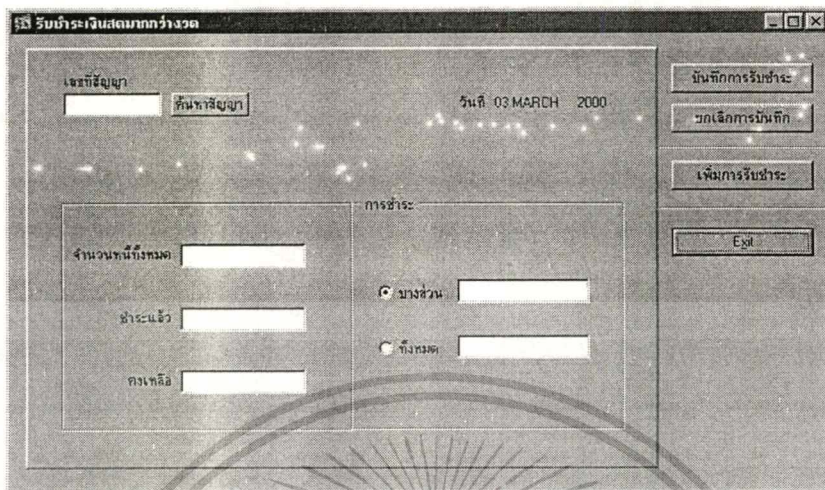 รับชำระเงินสดมากกว่างวด
เลขที่สัญญา
ค้นหาสัญญา
วันที่ 03 MARCH 2000
บันทึกการรับชำระ
ยกเลิกการบันทึก
เพิ่มการรับชำระ
Exit
จำนวนหนี้ทั้งหมด
ชำระแล้ว
คงเหลือ
การชำระ
บางส่วน
ทั้งหมด